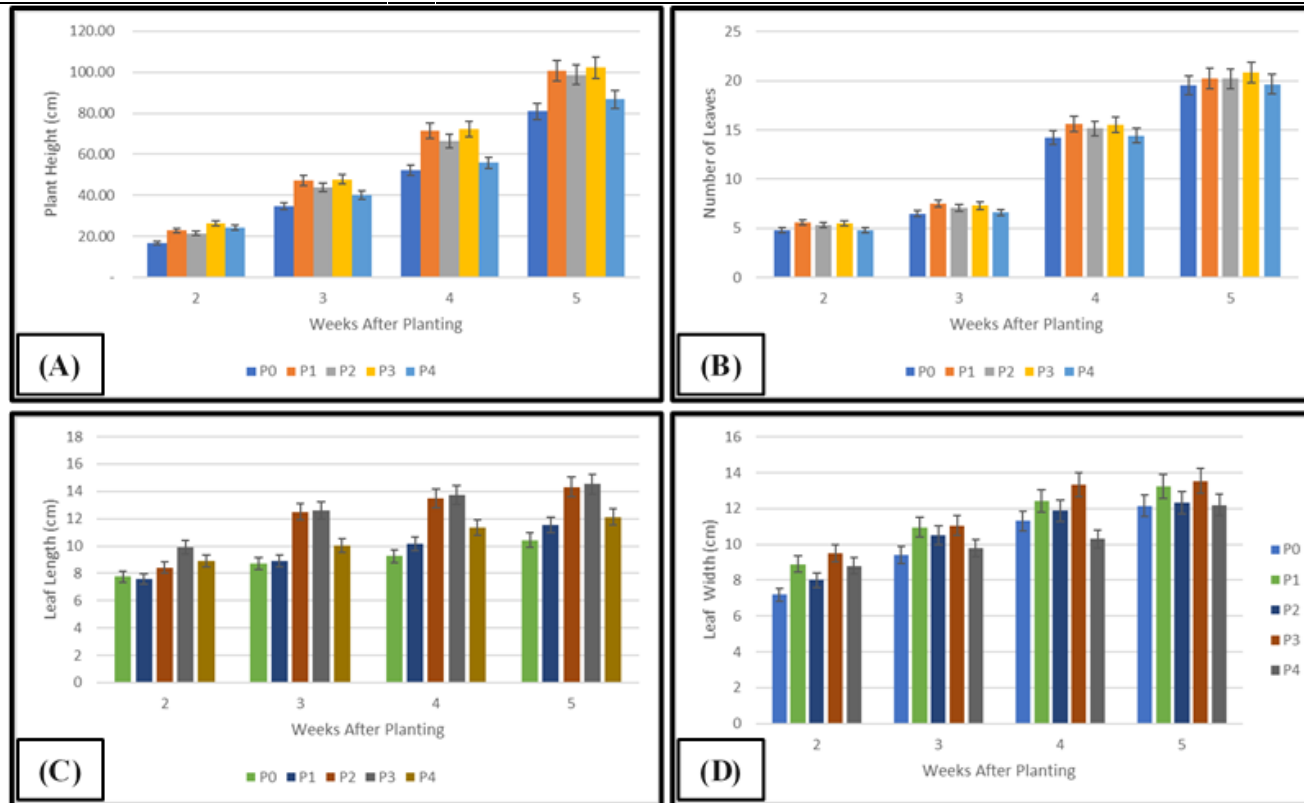 120.00
100.00
80.00
60.00
40.00
20.00
-
Plant Height (cm)
2 3 4 5
Weeks After Planting
(A)
P0 P1 P2 P3 P4
25
20
15
10
5
0
Number of Leaves
2 3 4 5
Weeks After Planting
(B)
P0 P1 P2 P3 P4
18
16
14
12
10
8
6
4
2
0
Leaf Length (cm)
2 3 4 5
Weeks After Planting
(C)
P0 P1 P2 P3 P4
16
14
12
10
8
6
4
2
0
Leaf Width (cm)
2 3 4 5
Weeks After Planting
(D)
P0
P1
P2
P3
P4